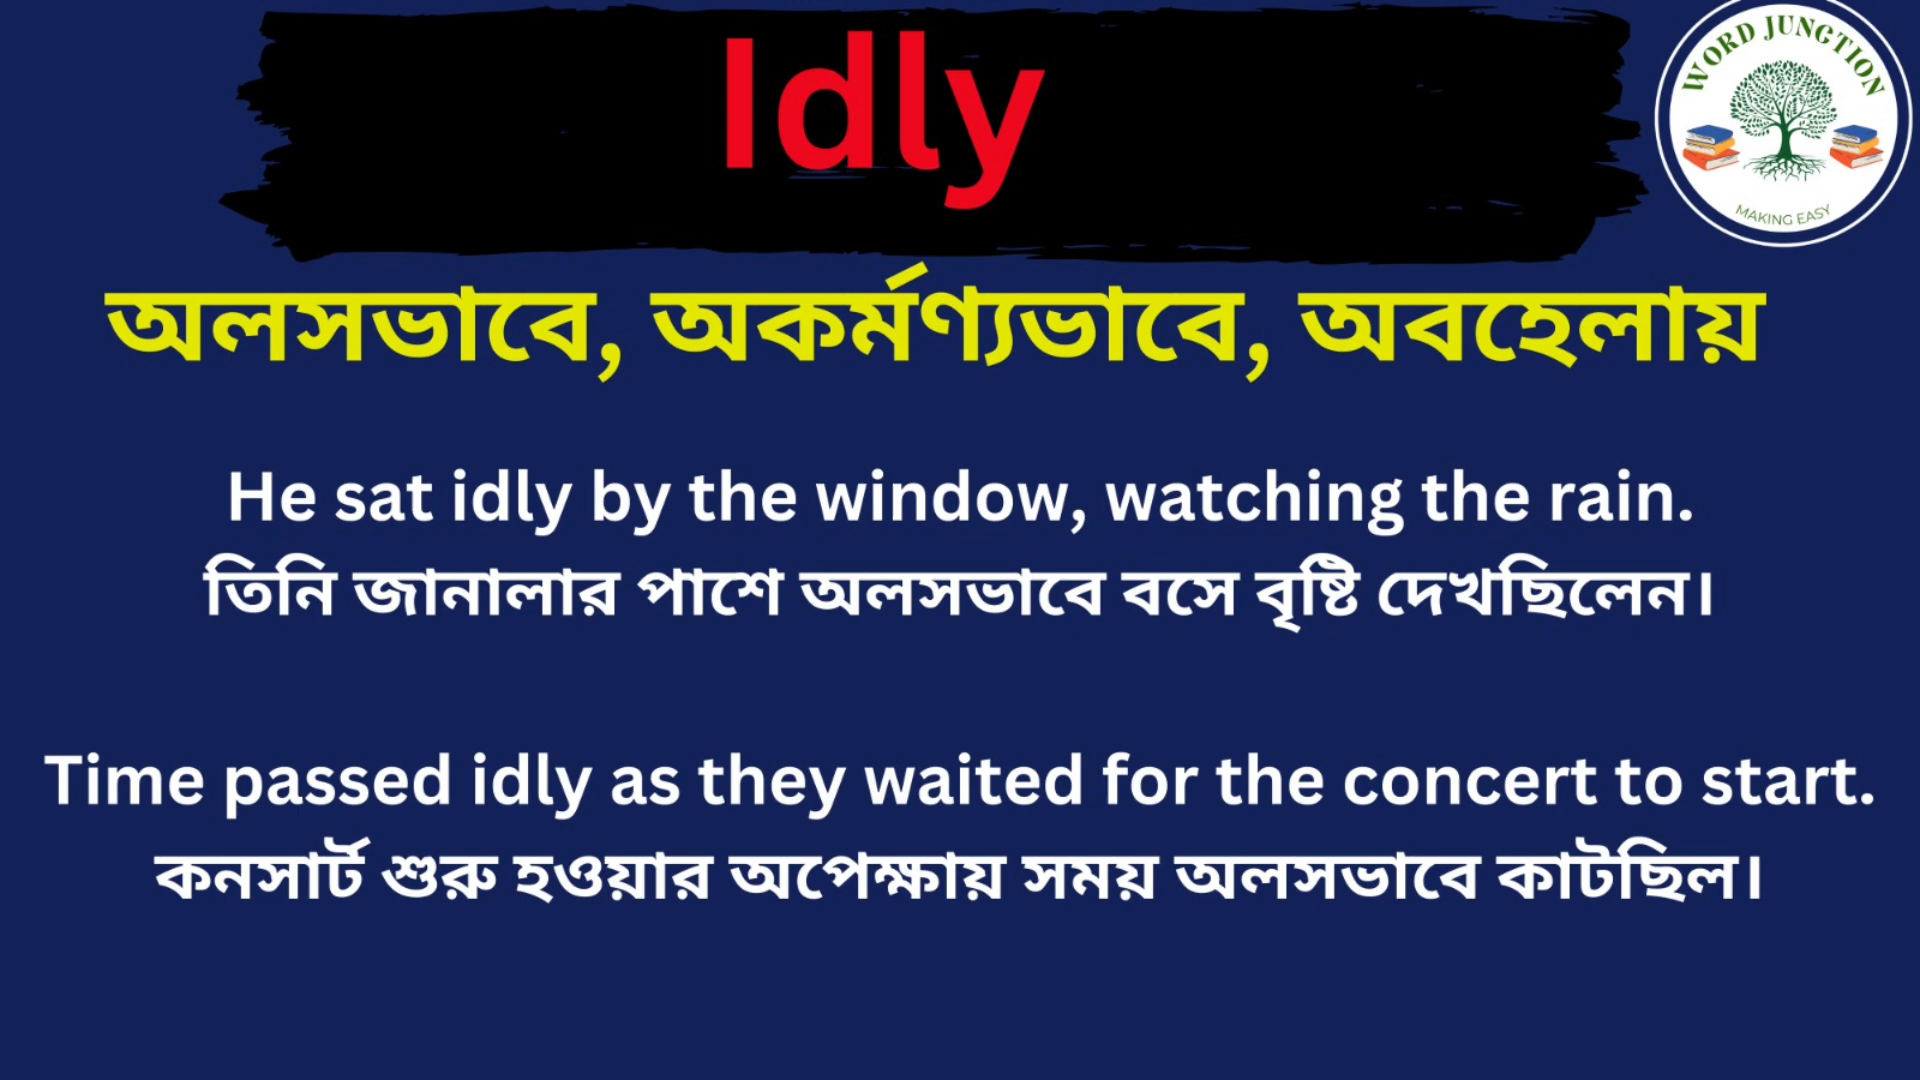 Idly
WORD JUNCTION
MAKING EASY
অলসভাবে, অকর্মণ্যভাবে, অবহেলায়
He sat idly by the window, watching the rain.
তিনি জানালার পাশে অলসভাবে বসে বৃষ্টি দেখছিলেন।
Time passed idly as they waited for the concert to start.
কনসার্ট শুরু হওয়ার অপেক্ষায় সময় অলসভাবে কাটছিল।